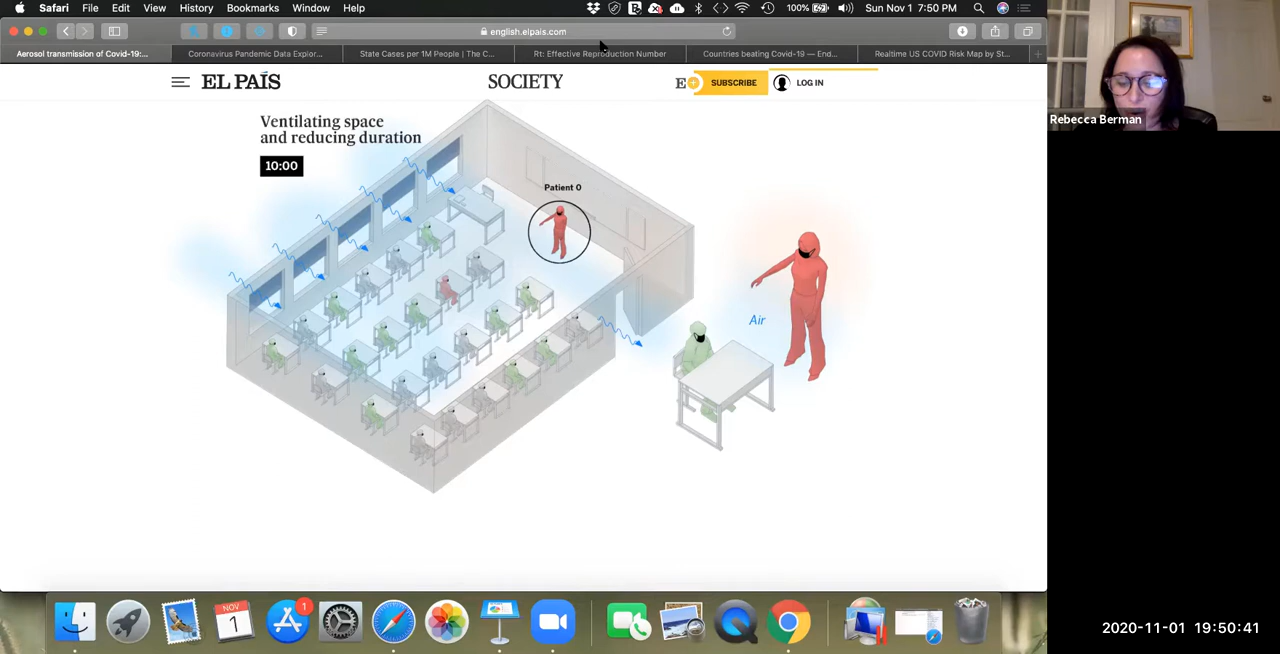 Safari File Edit View History Bookmarks Window Help
100% Sun Nov 1 7:50 PM
english.elpais.com
Aerosol transmission of Covid-19:...
Coronavirus Pandemic Data Explor...
State Cases per 1M People | The C...
Rt: Effective Reproduction Number
Countries beating Covid-19 — End...
Realtime US COVID Risk Map by St...
EL PAÍS
SOCIETY
E+ SUBSCRIBE
LOG IN
Ventilating space
and reducing duration
10:00
Patient 0
Air
Rebecca Berman
NOV
1
1
2020-11-01 19:50:41